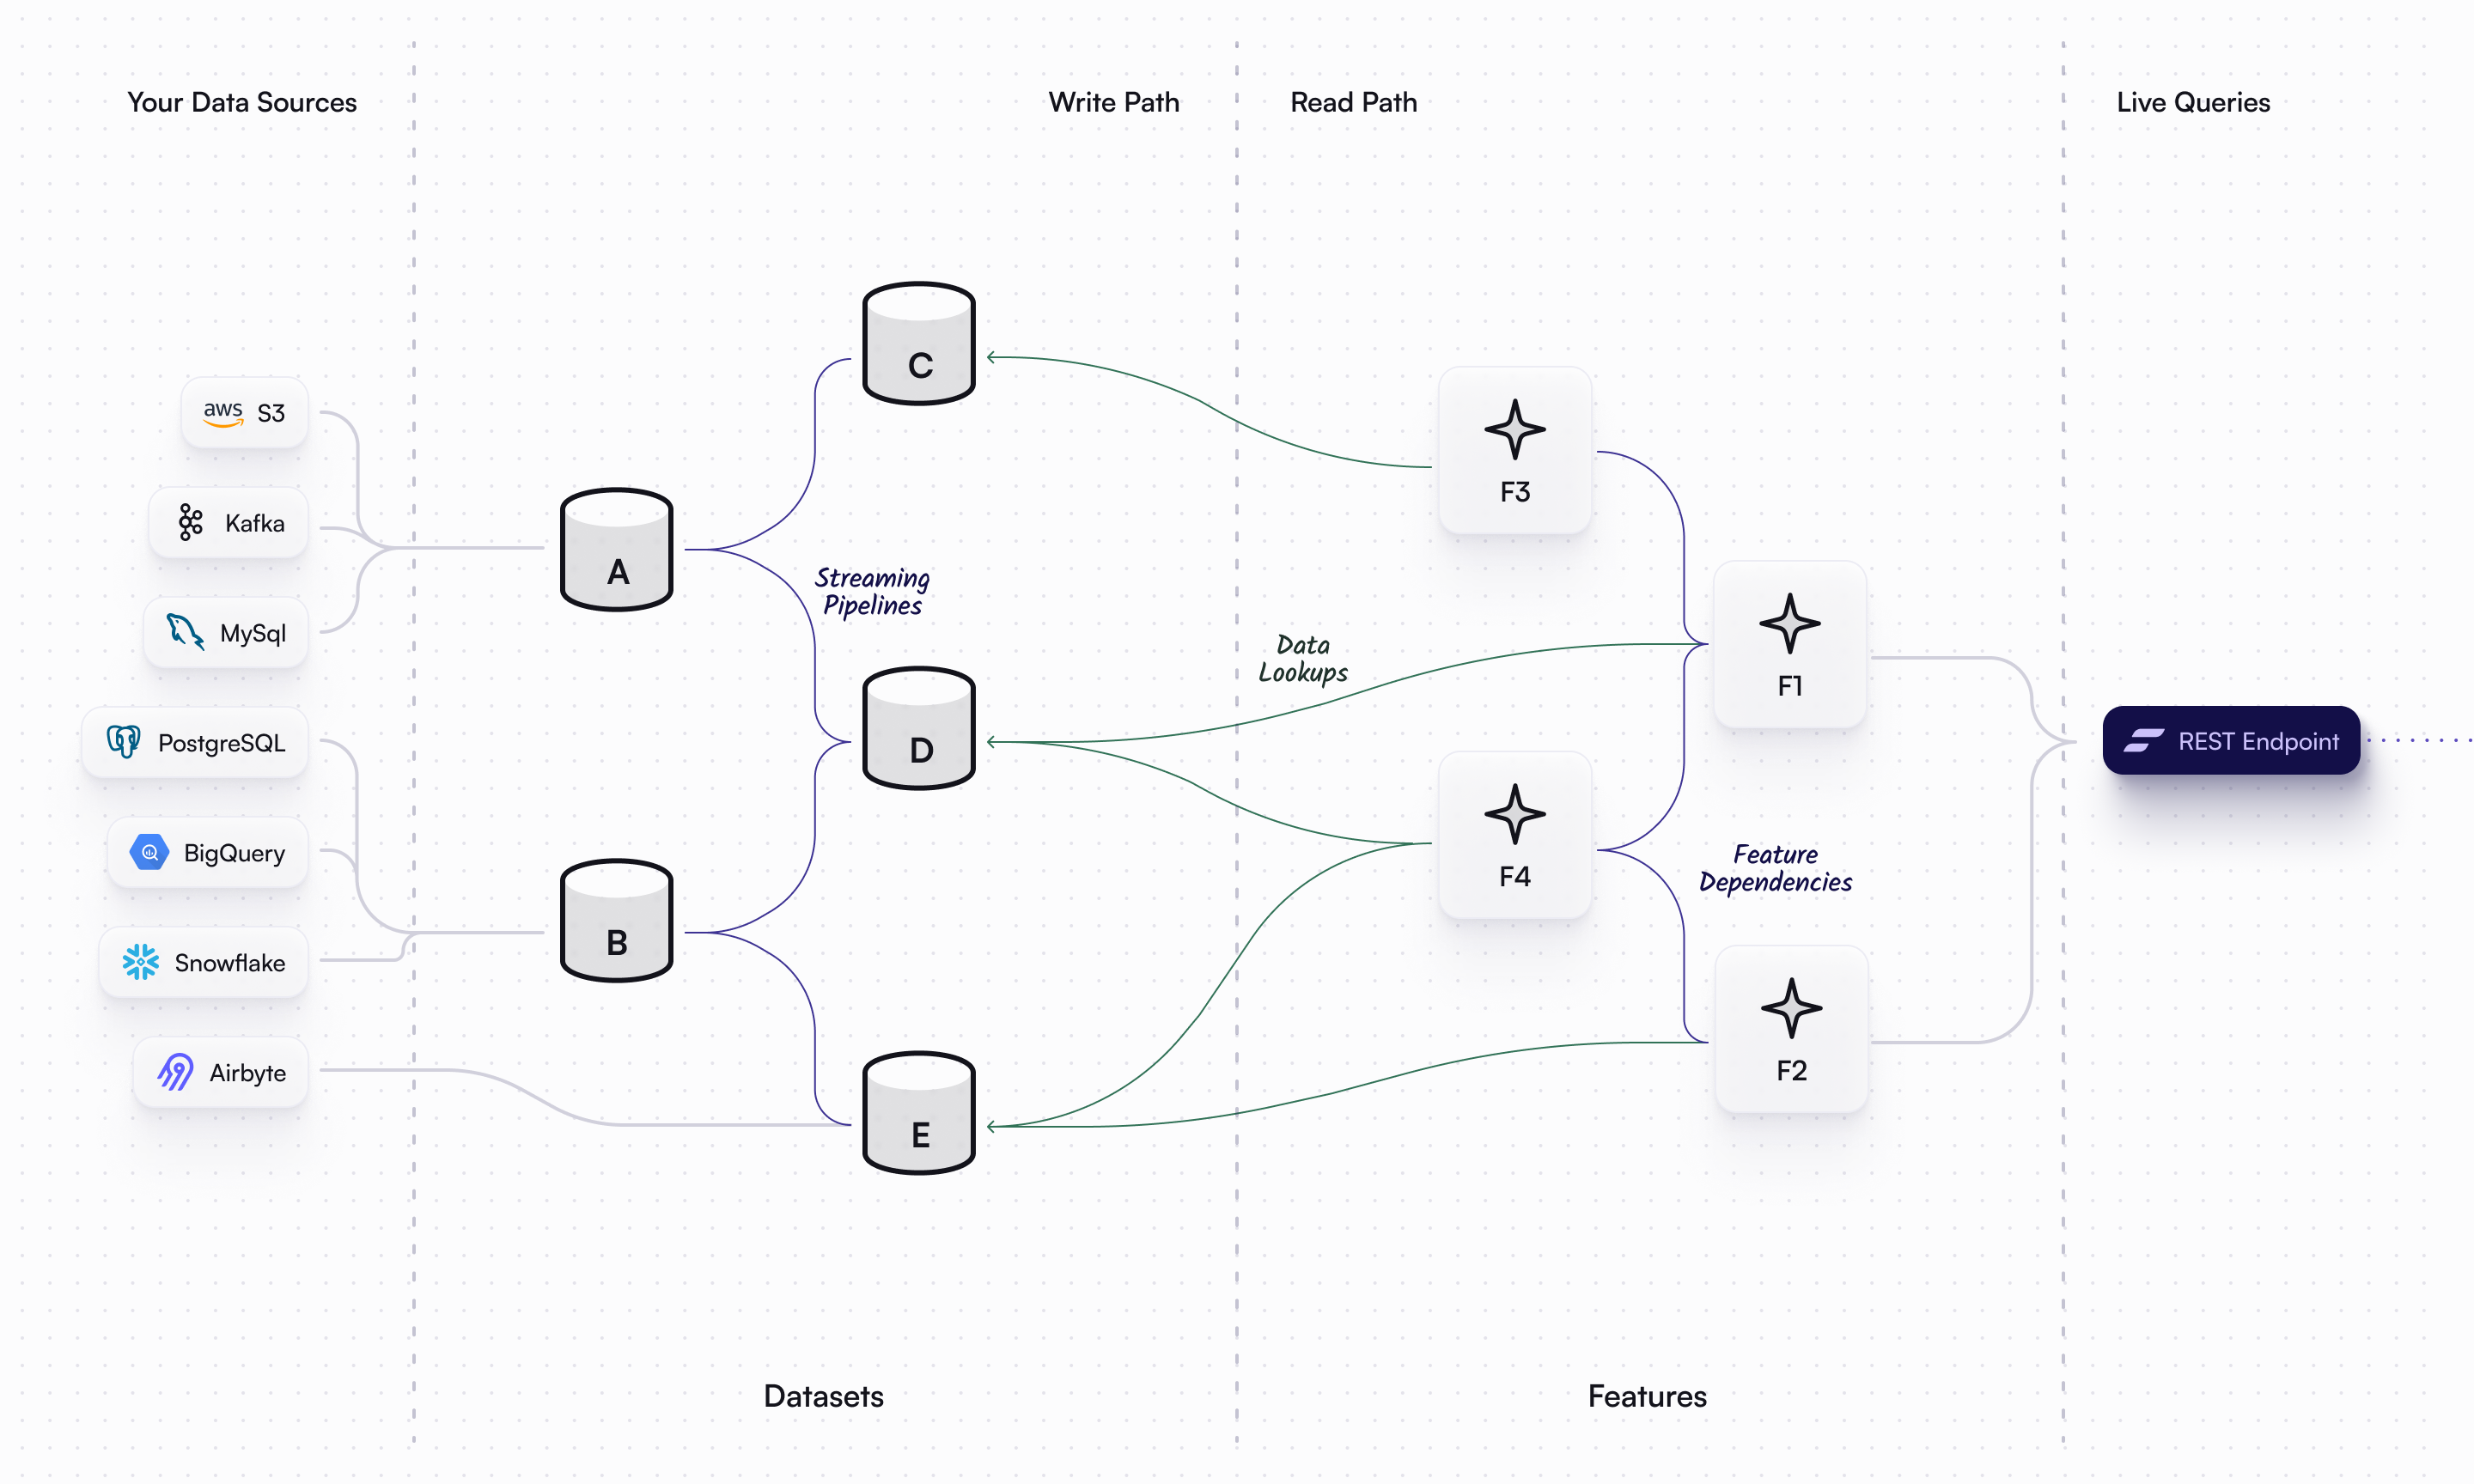 Your Data Sources
Write Path
Read Path
Live Queries
aws S3
Kafka
MySql
PostgreSQL
BigQuery
Snowflake
Airbyte
A
B
C
D
E
Streaming
Pipelines
Data
Lookups
F3
F4
F1
F2
Feature
Dependencies
REST Endpoint
Datasets
Features